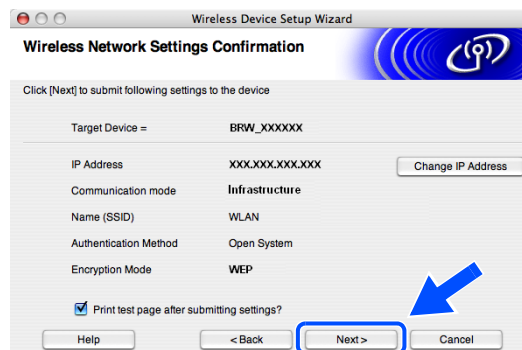 Wireless Device Setup Wizard
Wireless Network Settings Confirmation
Click [Next] to submit following settings to the device
Target Device = BRW_XXXXXX
IP Address XXX.XXX.XXX.XXX Change IP Address
Communication mode Infrastructure
Name (SSID) WLAN
Authentication Method Open System
Encryption Mode WEP
Print test page after submitting settings?
Help < Back Next > Cancel